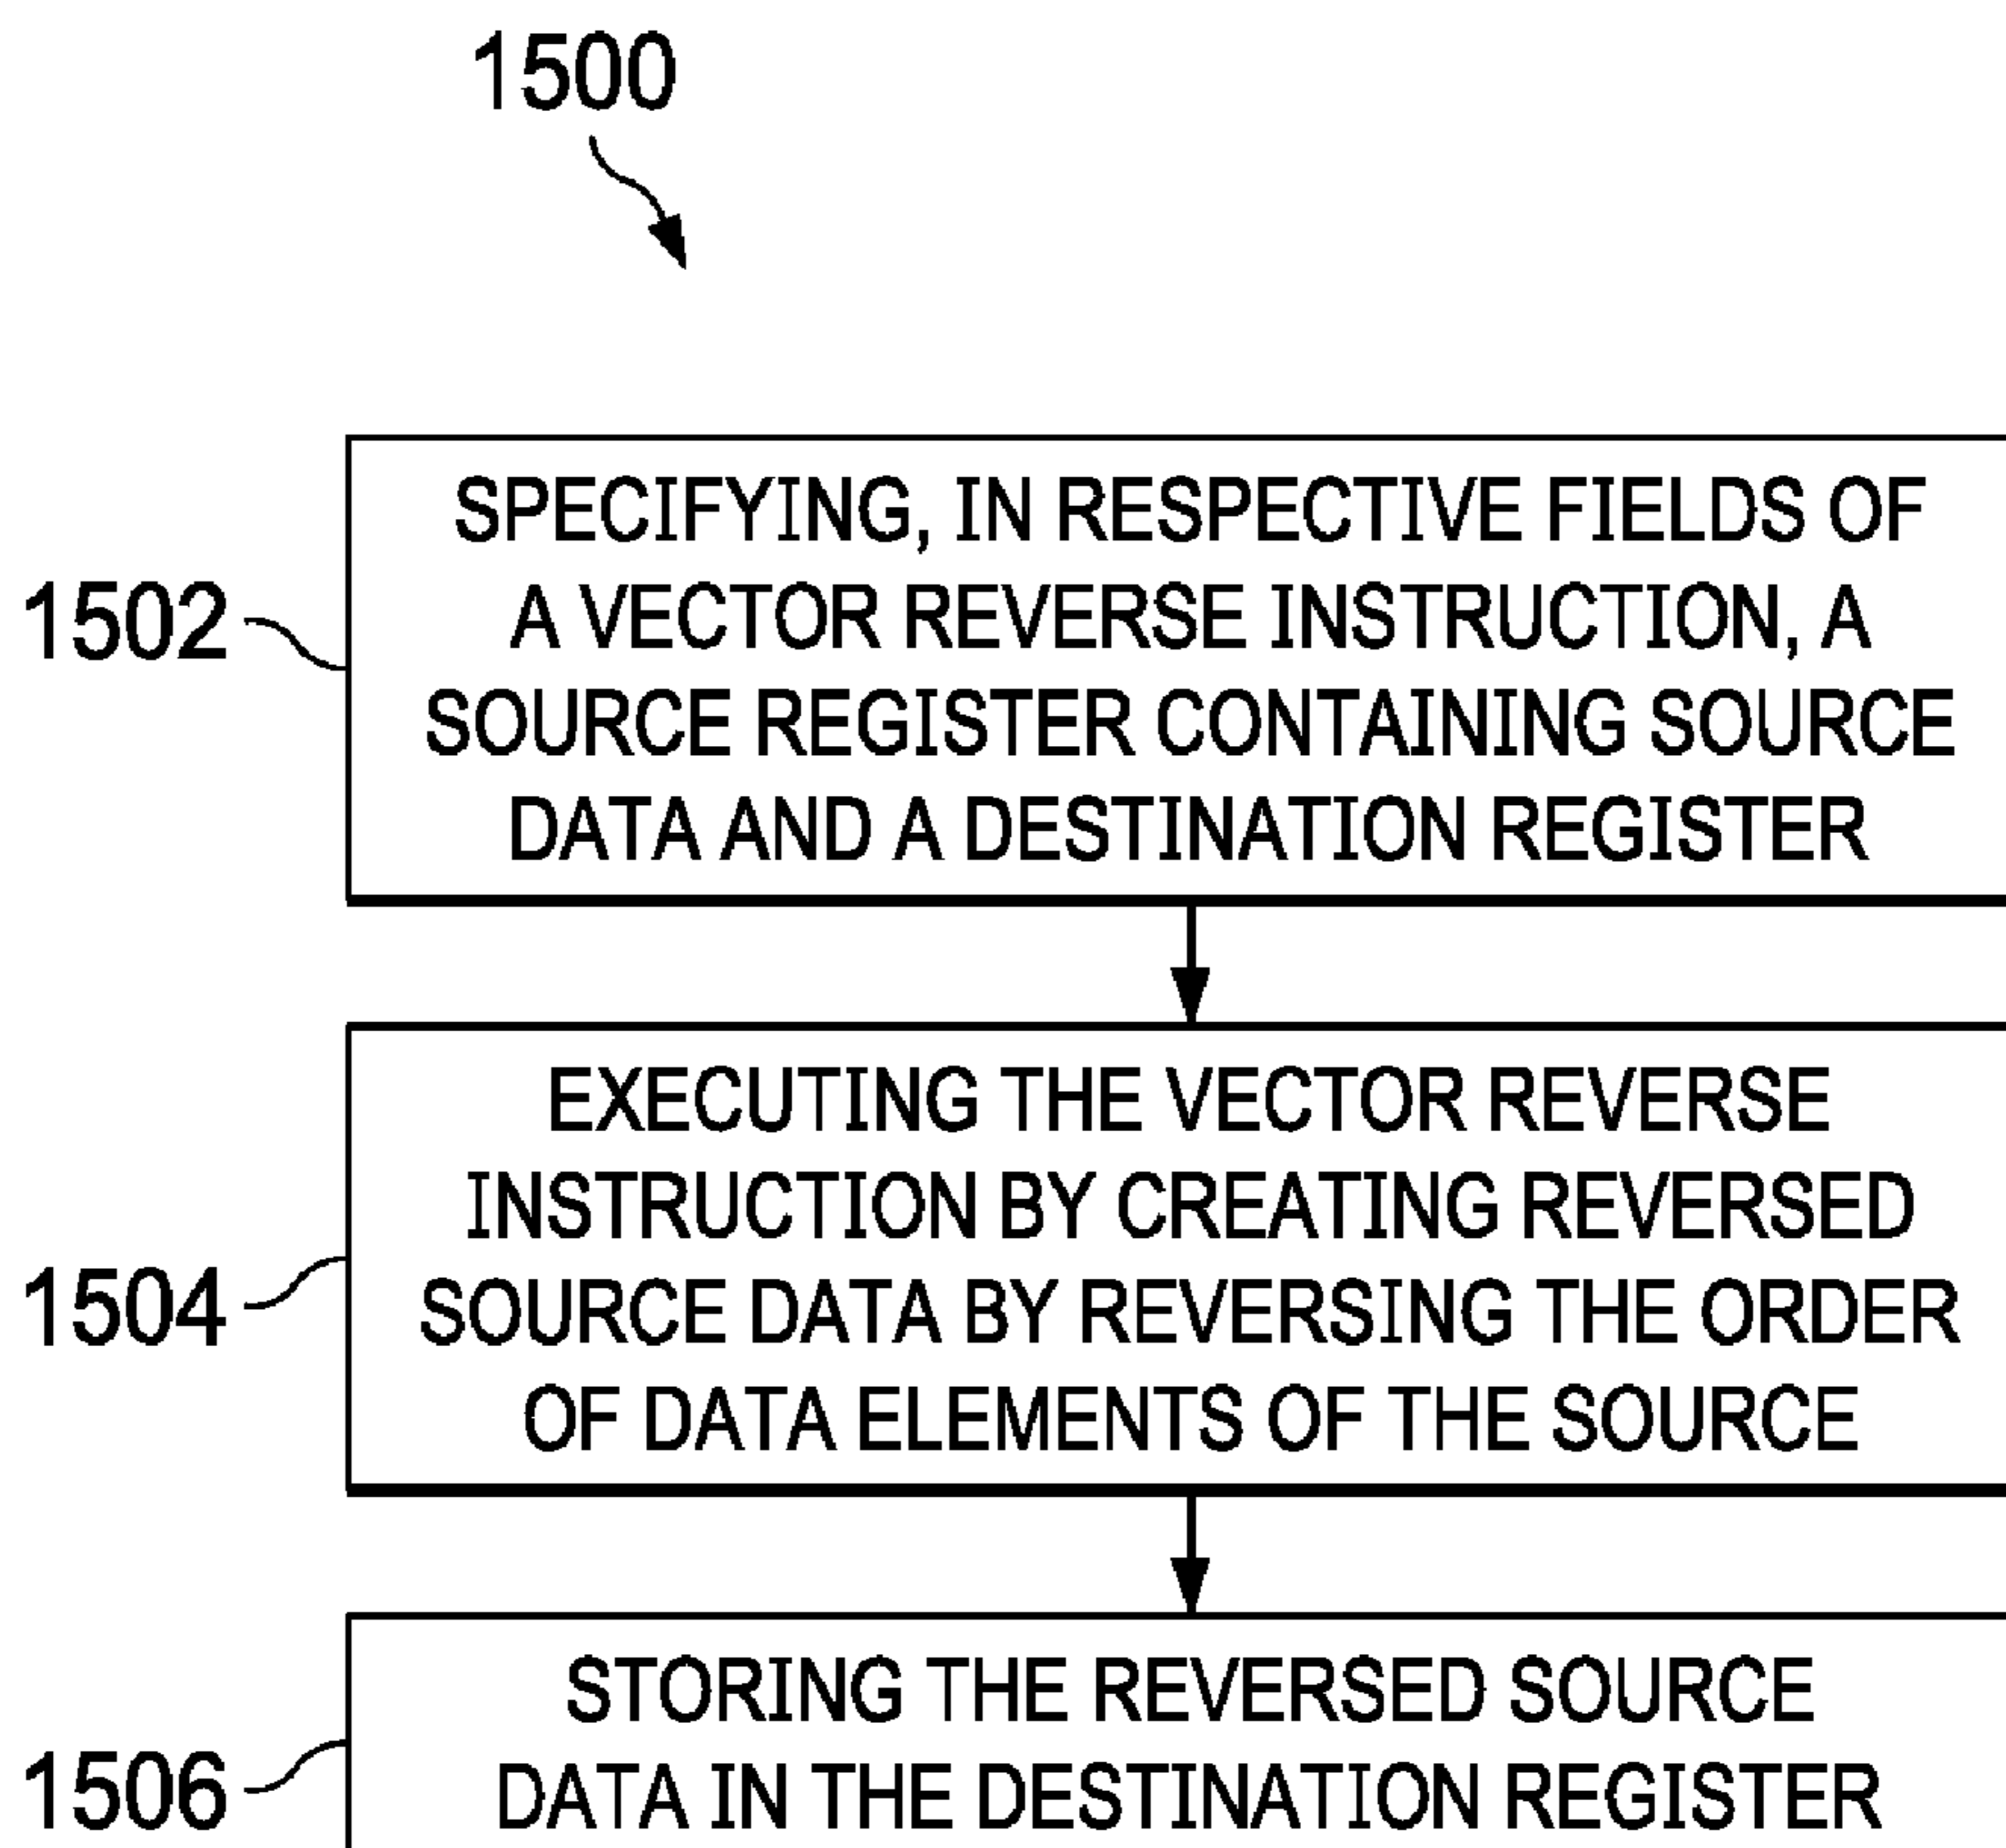 1500
1502
SPECIFYING, IN RESPECTIVE FIELDS OF
A VECTOR REVERSE INSTRUCTION, A
SOURCE REGISTER CONTAINING SOURCE
DATA AND A DESTINATION REGISTER
1504
EXECUTING THE VECTOR REVERSE
INSTRUCTION BY CREATING REVERSED
SOURCE DATA BY REVERSING THE ORDER
OF DATA ELEMENTS OF THE SOURCE
1506
STORING THE REVERSED SOURCE
DATA IN THE DESTINATION REGISTER